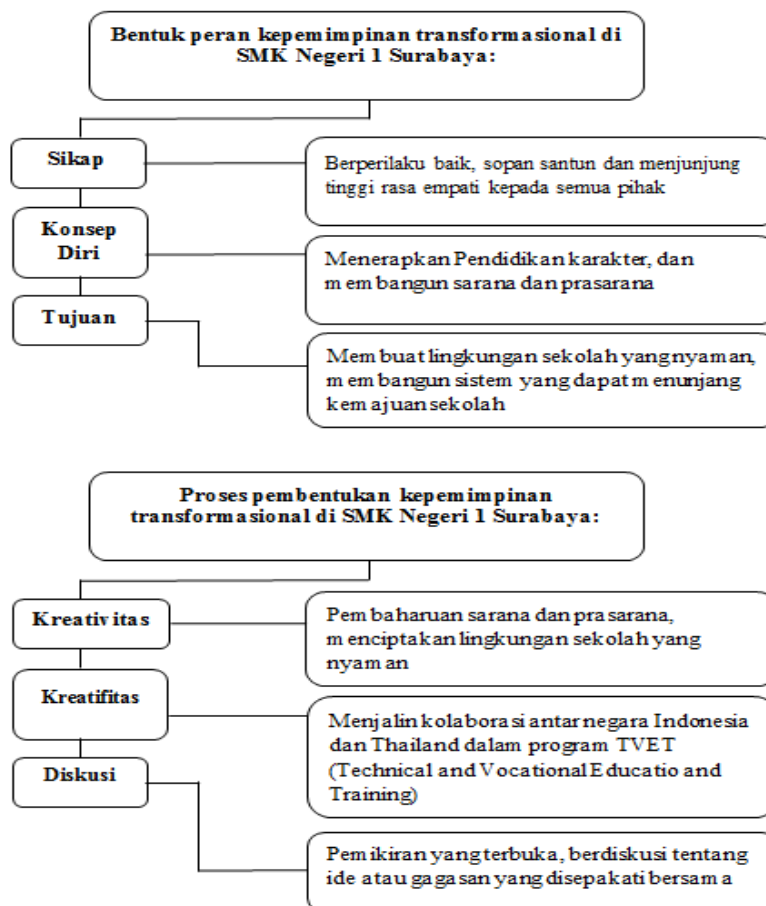 Bentuk peran kepemimpinan transformasional di
SMK Negeri 1 Surabaya:
Sikap
Berperilaku baik, sopan santun dan menjunjung
tinggi rasa empati kepada semua pihak
Konsep
Diri
Menerapkan Pendidikan karakter, dan
membangun sarana dan prasarana
Tujuan
Membuat lingkungan sekolah yang nyaman,
membangun sistem yang dapat menunjang
kemajuan sekolah
Proses pembentukan kepemimpinan
transformasional di SMK Negeri 1 Surabaya:
Kreativitas
Pembaharuan sarana dan prasarana,
menciptakan lingkungan sekolah yang
nyaman
Kreatifitas
Menjalin kolaborasi antar negara Indonesia
dan Thailand dalam program TVET
(Technical and Vocational Educatio and
Training)
Diskusi
Pemikiran yang terbuka, berdiskusi tentang
ide atau gagasan yang disepakati bersama